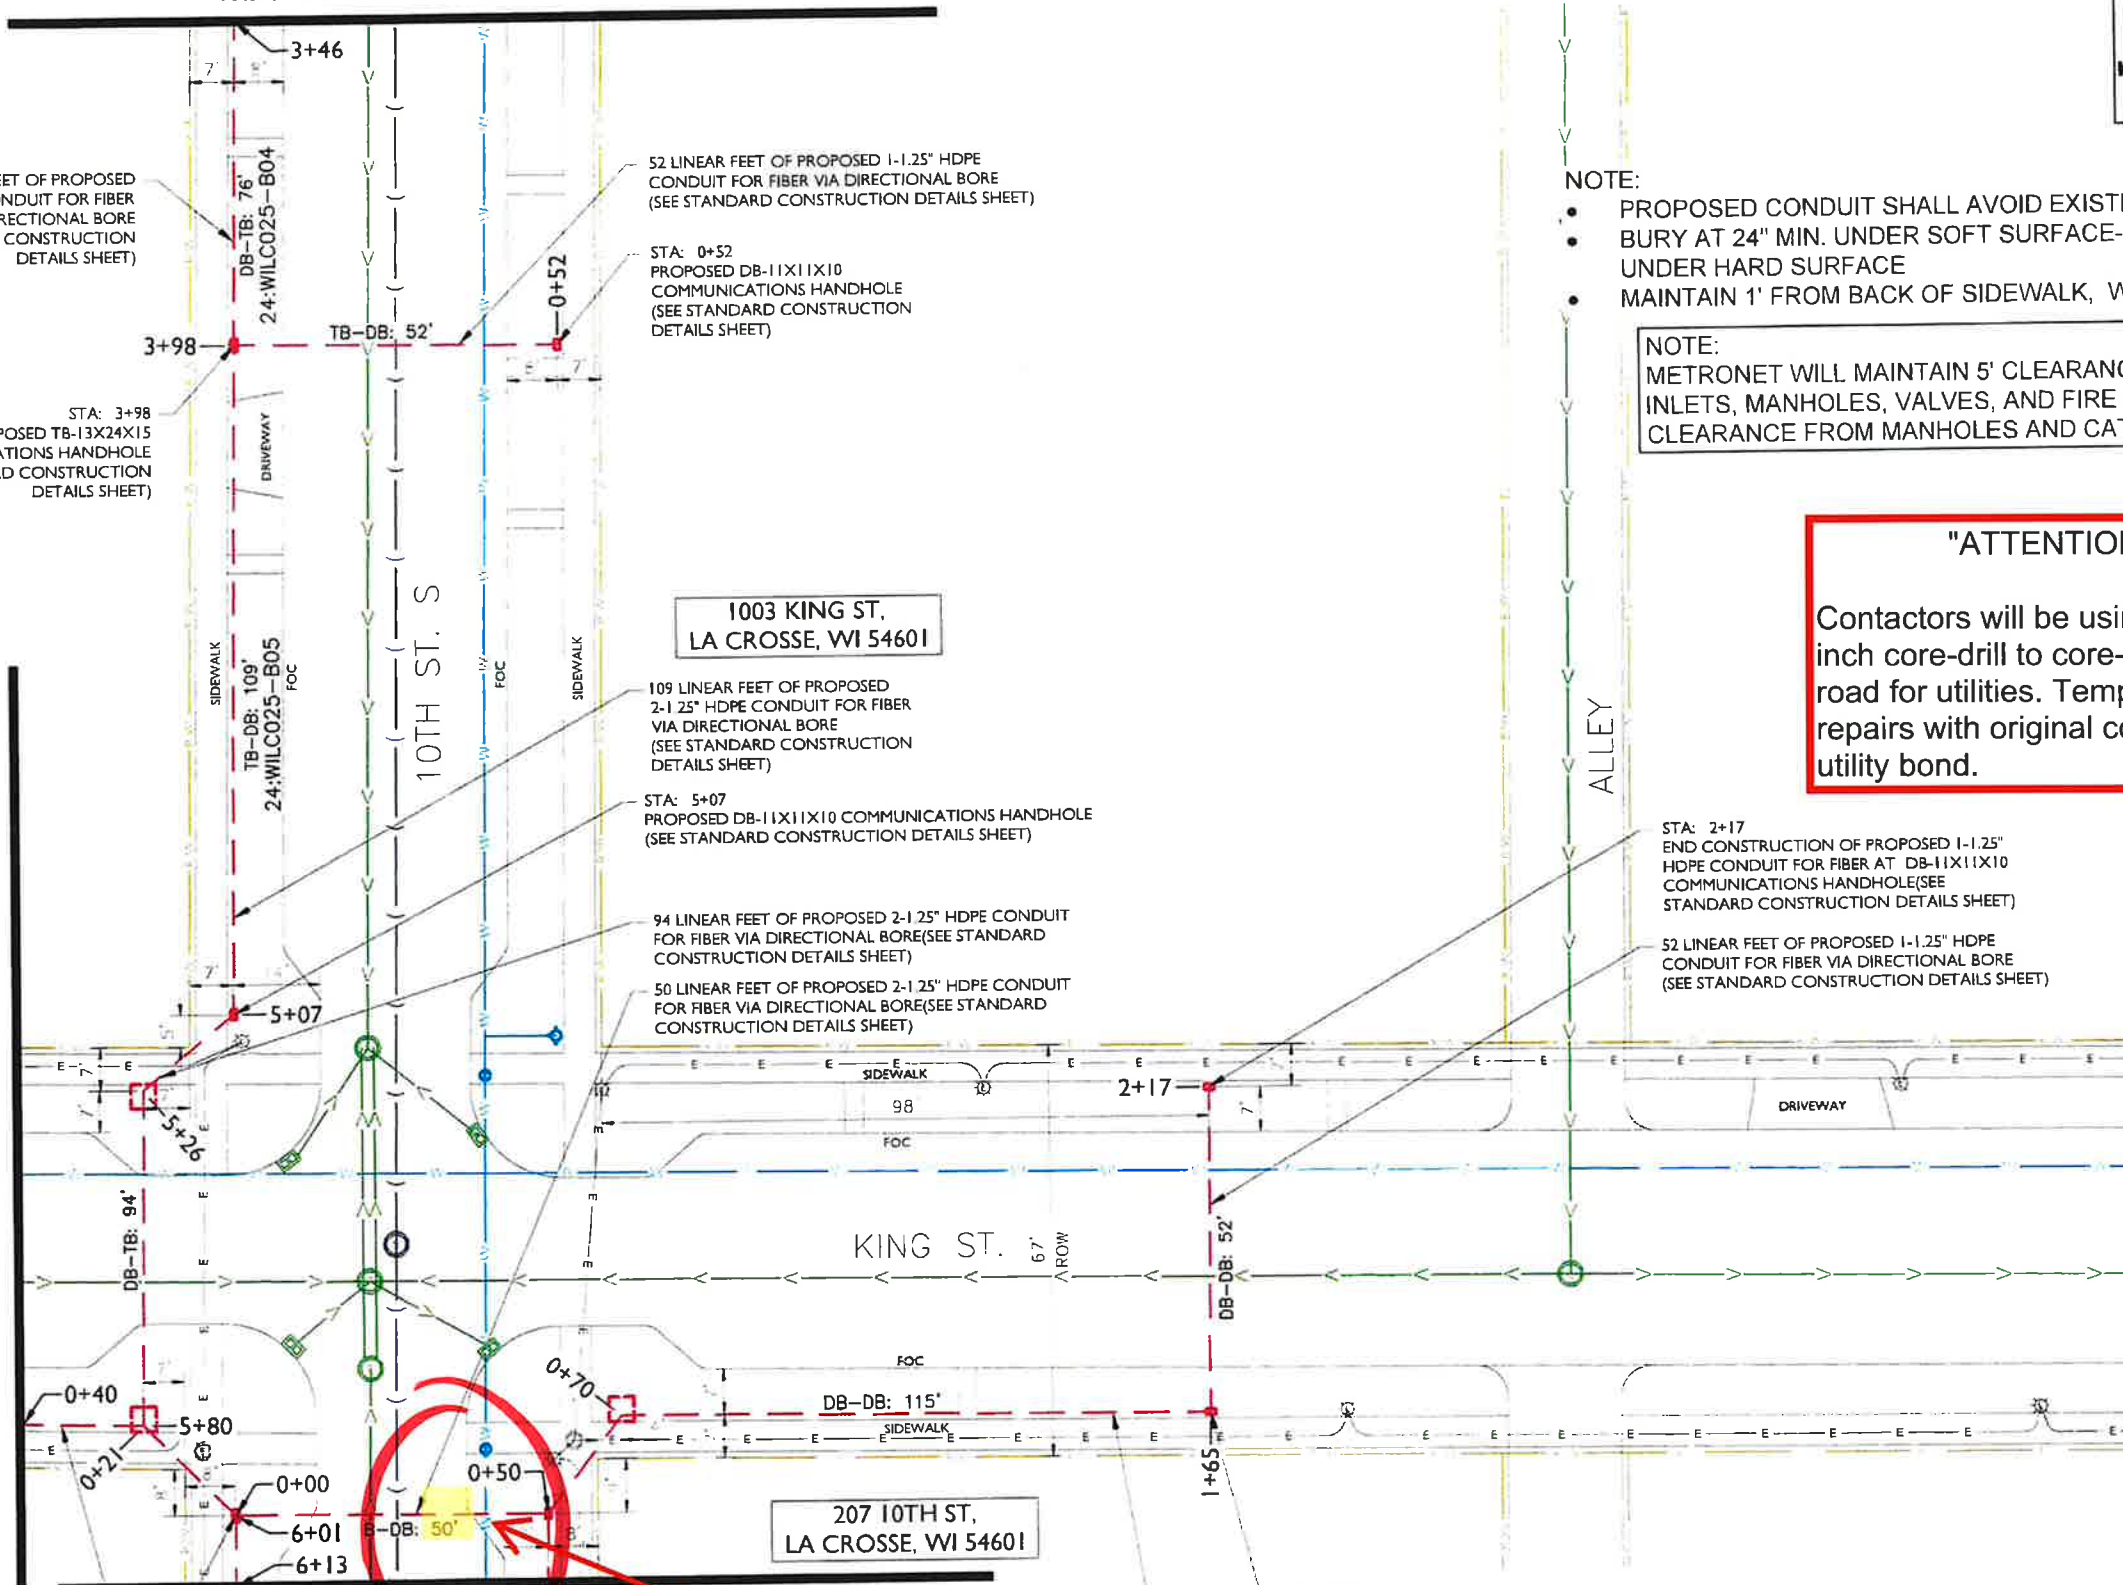 3+46
7'
EET OF PROPOSED
ONDUIT FOR FIBER
RECTIONAL BORE
CONSTRUCTION
DETAILS SHEET)
DB-TB: 76'
24:WILC025-B04
52 LINEAR FEET OF PROPOSED 1-1.25" HDPE
CONDUIT FOR FIBER VIA DIRECTIONAL BORE
(SEE STANDARD CONSTRUCTION DETAILS SHEET)
STA: 0+52
PROPOSED DB-11X11X10
COMMUNICATIONS HANDHOLE
(SEE STANDARD CONSTRUCTION
DETAILS SHEET)
0+52
TB-DB: 52'
3+98
7'
STA: 3+98
POSED TB-13X24X15
ATIONS HANDHOLE
D CONSTRUCTION
DETAILS SHEET)
DRIVEWAY
NOTE:
• PROPOSED CONDUIT SHALL AVOID EXISTI
• BURY AT 24" MIN. UNDER SOFT SURFACE-
UNDER HARD SURFACE
• MAINTAIN 1' FROM BACK OF SIDEWALK, W
NOTE:
METRONET WILL MAINTAIN 5' CLEARANC
INLETS, MANHOLES, VALVES, AND FIRE
CLEARANCE FROM MANHOLES AND CAT
"ATTENTION
Contactors will be usin
inch core-drill to core-
road for utilities. Temp
repairs with original co
utility bond.
SIDEWALK
TB-DB: 109'
24:WILC025-B05
FOC
10TH ST. S
FOC
SIDEWALK
1003 KING ST,
LA CROSSE, WI 54601
109 LINEAR FEET OF PROPOSED
2-1.25" HDPE CONDUIT FOR FIBER
VIA DIRECTIONAL BORE
(SEE STANDARD CONSTRUCTION
DETAILS SHEET)
STA: 5+07
PROPOSED DB-11X11X10 COMMUNICATIONS HANDHOLE
(SEE STANDARD CONSTRUCTION DETAILS SHEET)
94 LINEAR FEET OF PROPOSED 2-1.25" HDPE CONDUIT
FOR FIBER VIA DIRECTIONAL BORE(SEE STANDARD
CONSTRUCTION DETAILS SHEET)
50 LINEAR FEET OF PROPOSED 2-1.25" HDPE CONDUIT
FOR FIBER VIA DIRECTIONAL BORE(SEE STANDARD
CONSTRUCTION DETAILS SHEET)
ALLEY
STA: 2+17
END CONSTRUCTION OF PROPOSED 1-1.25"
HDPE CONDUIT FOR FIBER AT DB-11X11X10
COMMUNICATIONS HANDHOLE(SEE
STANDARD CONSTRUCTION DETAILS SHEET)
52 LINEAR FEET OF PROPOSED 1-1.25" HDPE
CONDUIT FOR FIBER VIA DIRECTIONAL BORE
(SEE STANDARD CONSTRUCTION DETAILS SHEET)
7'
5+07
5'
7'
7'
5+26
SIDEWALK
98
FOC
2+17
7'
DRIVEWAY
DB-TB: 94'
KING ST.
67'
ROW
DB-DB: 52'
0+40
5+80
0+21
0+00
6+01
6+13
B-DB: 50'
0+50
0+70
FOC
DB-DB: 115'
SIDEWALK
1+65
207 10TH ST,
LA CROSSE, WI 54601